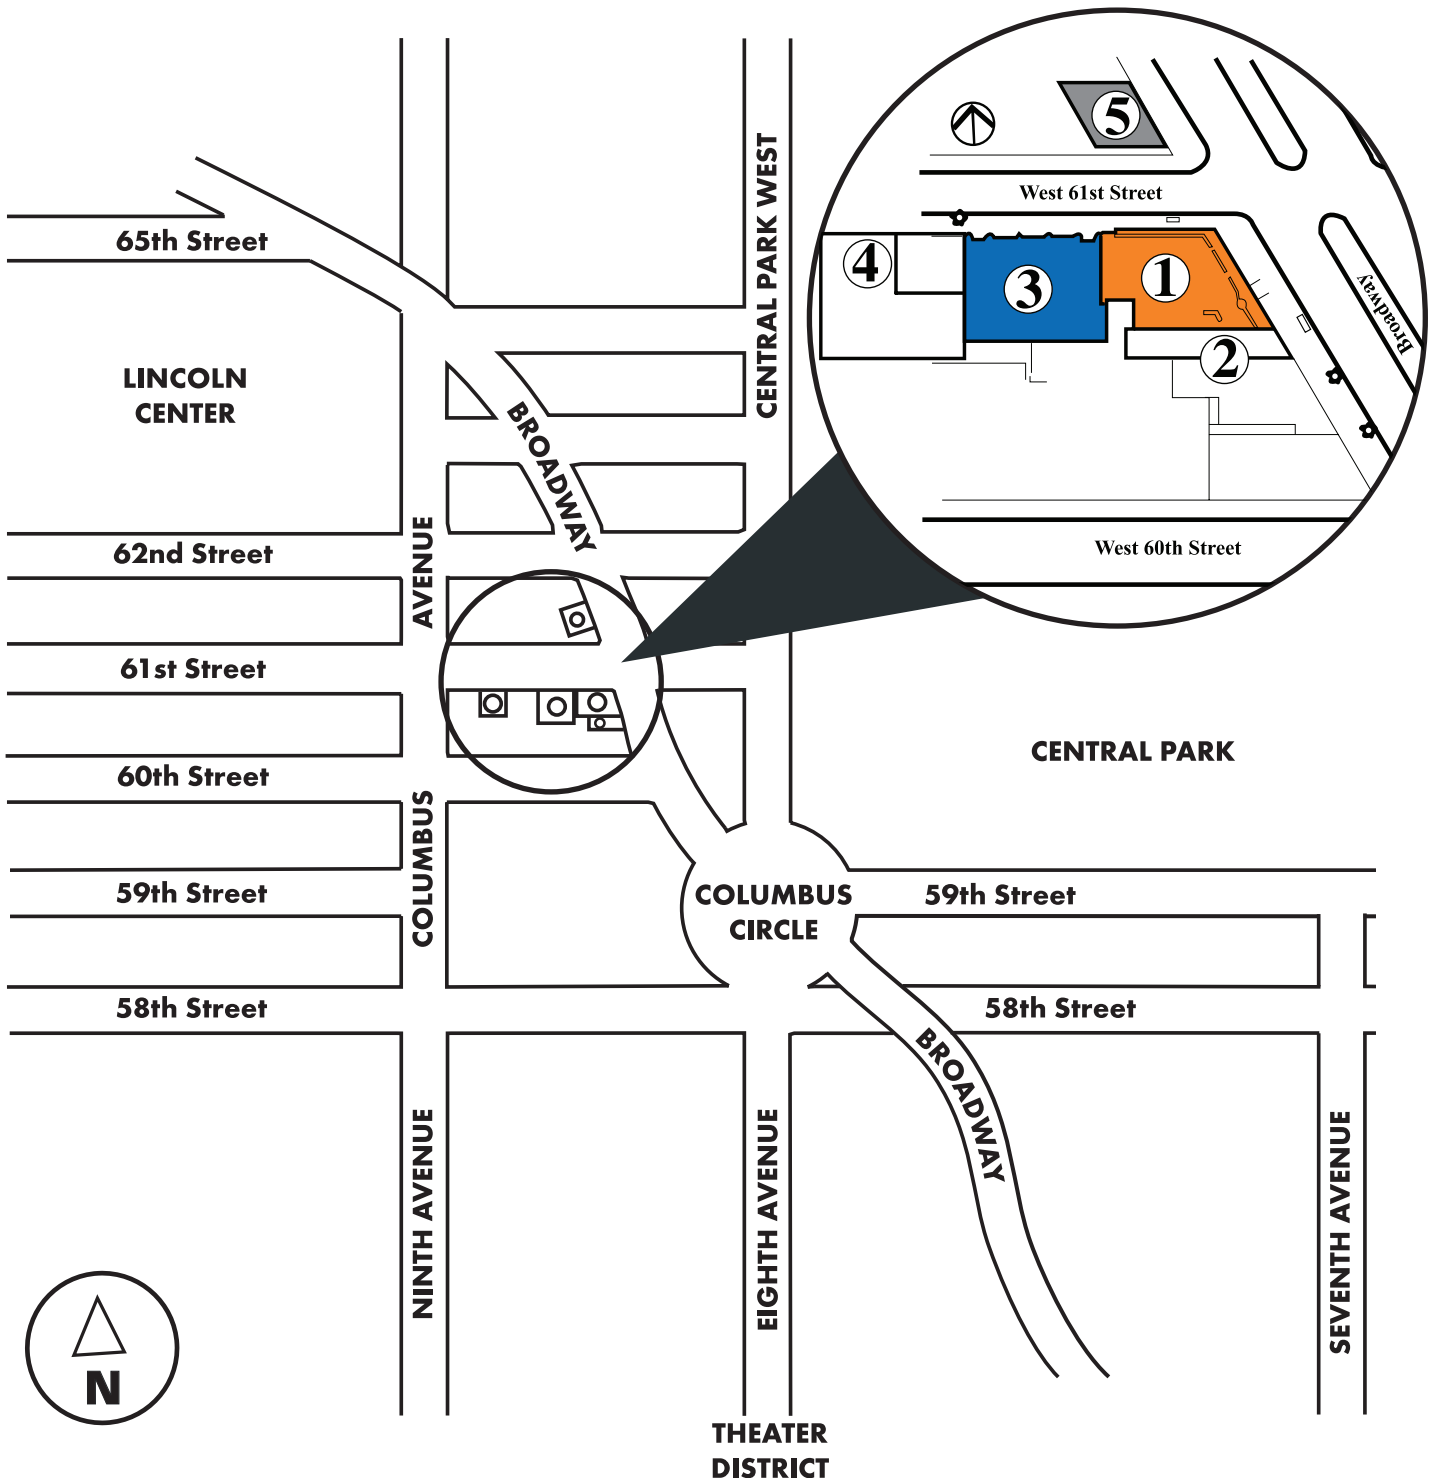 5
West 61st Street
4
3
1
2
Broadway
West 60th Street
65th Street
CENTRAL PARK WEST
LINCOLN
CENTER
BROADWAY
62nd Street
AVENUE
61st Street
CENTRAL PARK
60th Street
COLUMBUS
59th Street
COLUMBUS
CIRCLE
59th Street
58th Street
58th Street
BROADWAY
NINTH AVENUE
EIGHTH AVENUE
SEVENTH AVENUE
N
THEATER
DISTRICT